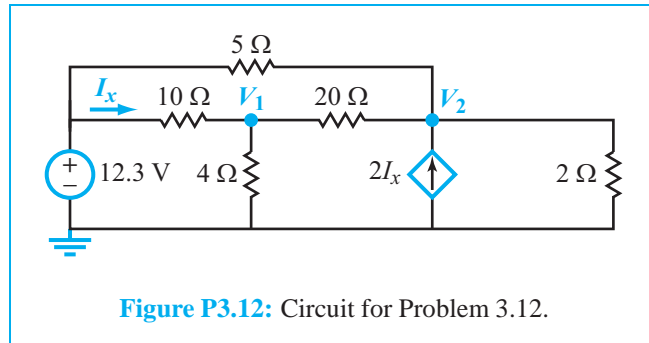 5 Ω
Iₓ 10 Ω V₁ 20 Ω V₂
+
−
12.3 V 4 Ω 2Iₓ 2 Ω
Figure P3.12: Circuit for Problem 3.12.